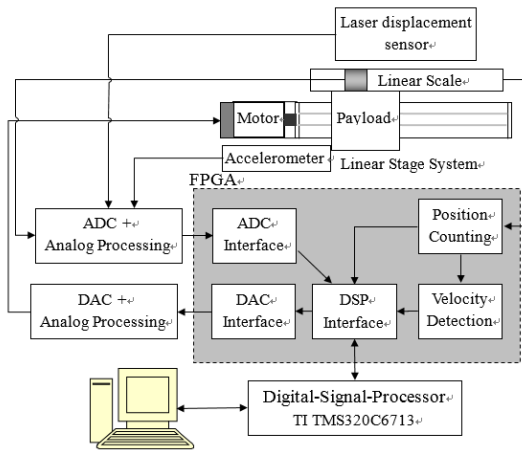 Laser displacement
sensor
Linear Scale
Motor
Payload
Accelerometer
Linear Stage System
FPGA
ADC +
Analog Processing
ADC
Interface
Position
Counting
DAC +
Analog Processing
DAC
Interface
DSP
Interface
Velocity
Detection
Digital-Signal-Processor
TI TMS320C6713